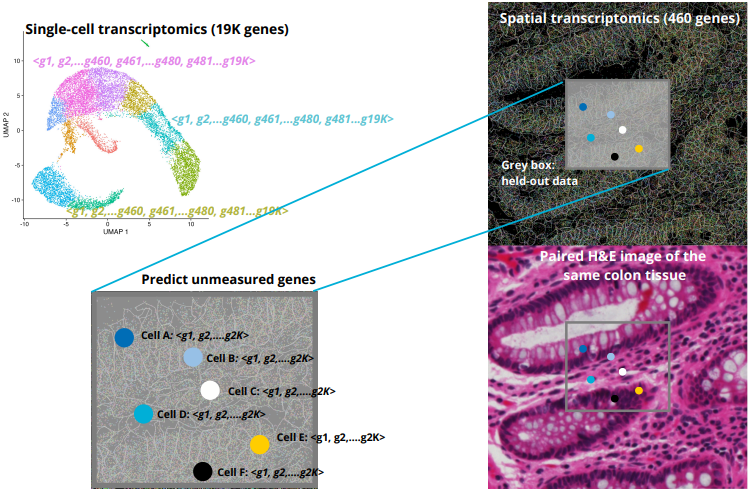 Single-cell transcriptomics (19K genes)
<g1, g2,...g460, g461,...g480, g481...g19K>
<g1, g2,...g460, g461,...g480, g481...g19K>
<g1, g2,...g460, g461,...g480, g481...g19K>
UMAP 2
10
5
0
-5
-10
-10
-5
0
5
10
UMAP 1
Spatial transcriptomics (460 genes)
Grey box:
held-out data
Paired H&E image of the
same colon tissue
Predict unmeasured genes
Cell A: <g1, g2,....g2K>
Cell B: <g1, g2,....g2K>
Cell C: <g1, g2,....g2K>
Cell D: <g1, g2,....g2K>
Cell E: <g1, g2,....g2K>
Cell F: <g1, g2,....g2K>